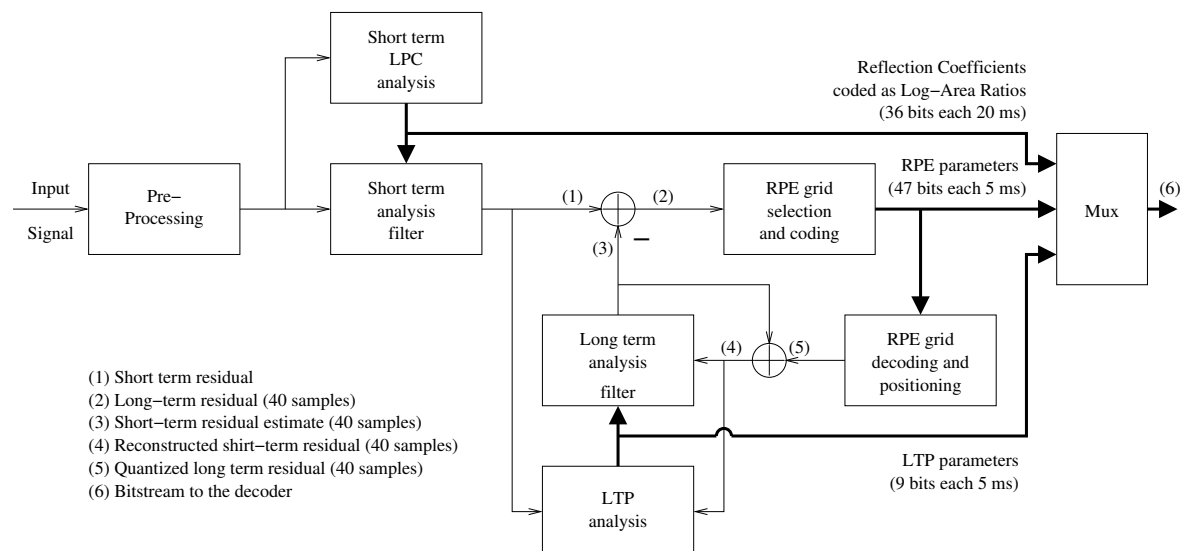 Short term
LPC
analysis
Reflection Coefficients
coded as Log−Area Ratios
(36 bits each 20 ms)
Input
Signal
Pre−
Processing
Short term
analysis
filter
(1)
(2)
(3)
RPE grid
selection
and coding
RPE parameters
(47 bits each 5 ms)
Mux
(6)
Long term
analysis
filter
(4)
(5)
RPE grid
decoding and
positioning
LTP
analysis
LTP parameters
(9 bits each 5 ms)
(1) Short term residual
(2) Long−term residual (40 samples)
(3) Short−term residual estimate (40 samples)
(4) Reconstructed shirt−term residual (40 samples)
(5) Quantized long term residual (40 samples)
(6) Bitstream to the decoder